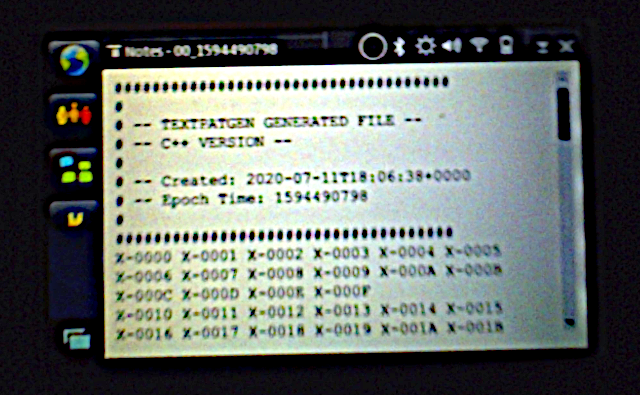 Notes - 00_1594490798
####################################
#
# -- TEXTPATGEN GENERATED FILE --
# -- C++ VERSION --
#
# -- Created: 2020-07-11T18:06:38+0000
# -- Epoch Time: 1594490798
#
####################################
X-0000 X-0001 X-0002 X-0003 X-0004 X-0005
X-0006 X-0007 X-0008 X-0009 X-000A X-000B
X-000C X-000D X-000E X-000F
X-0010 X-0011 X-0012 X-0013 X-0014 X-0015
X-0016 X-0017 X-0018 X-0019 X-001A X-001B